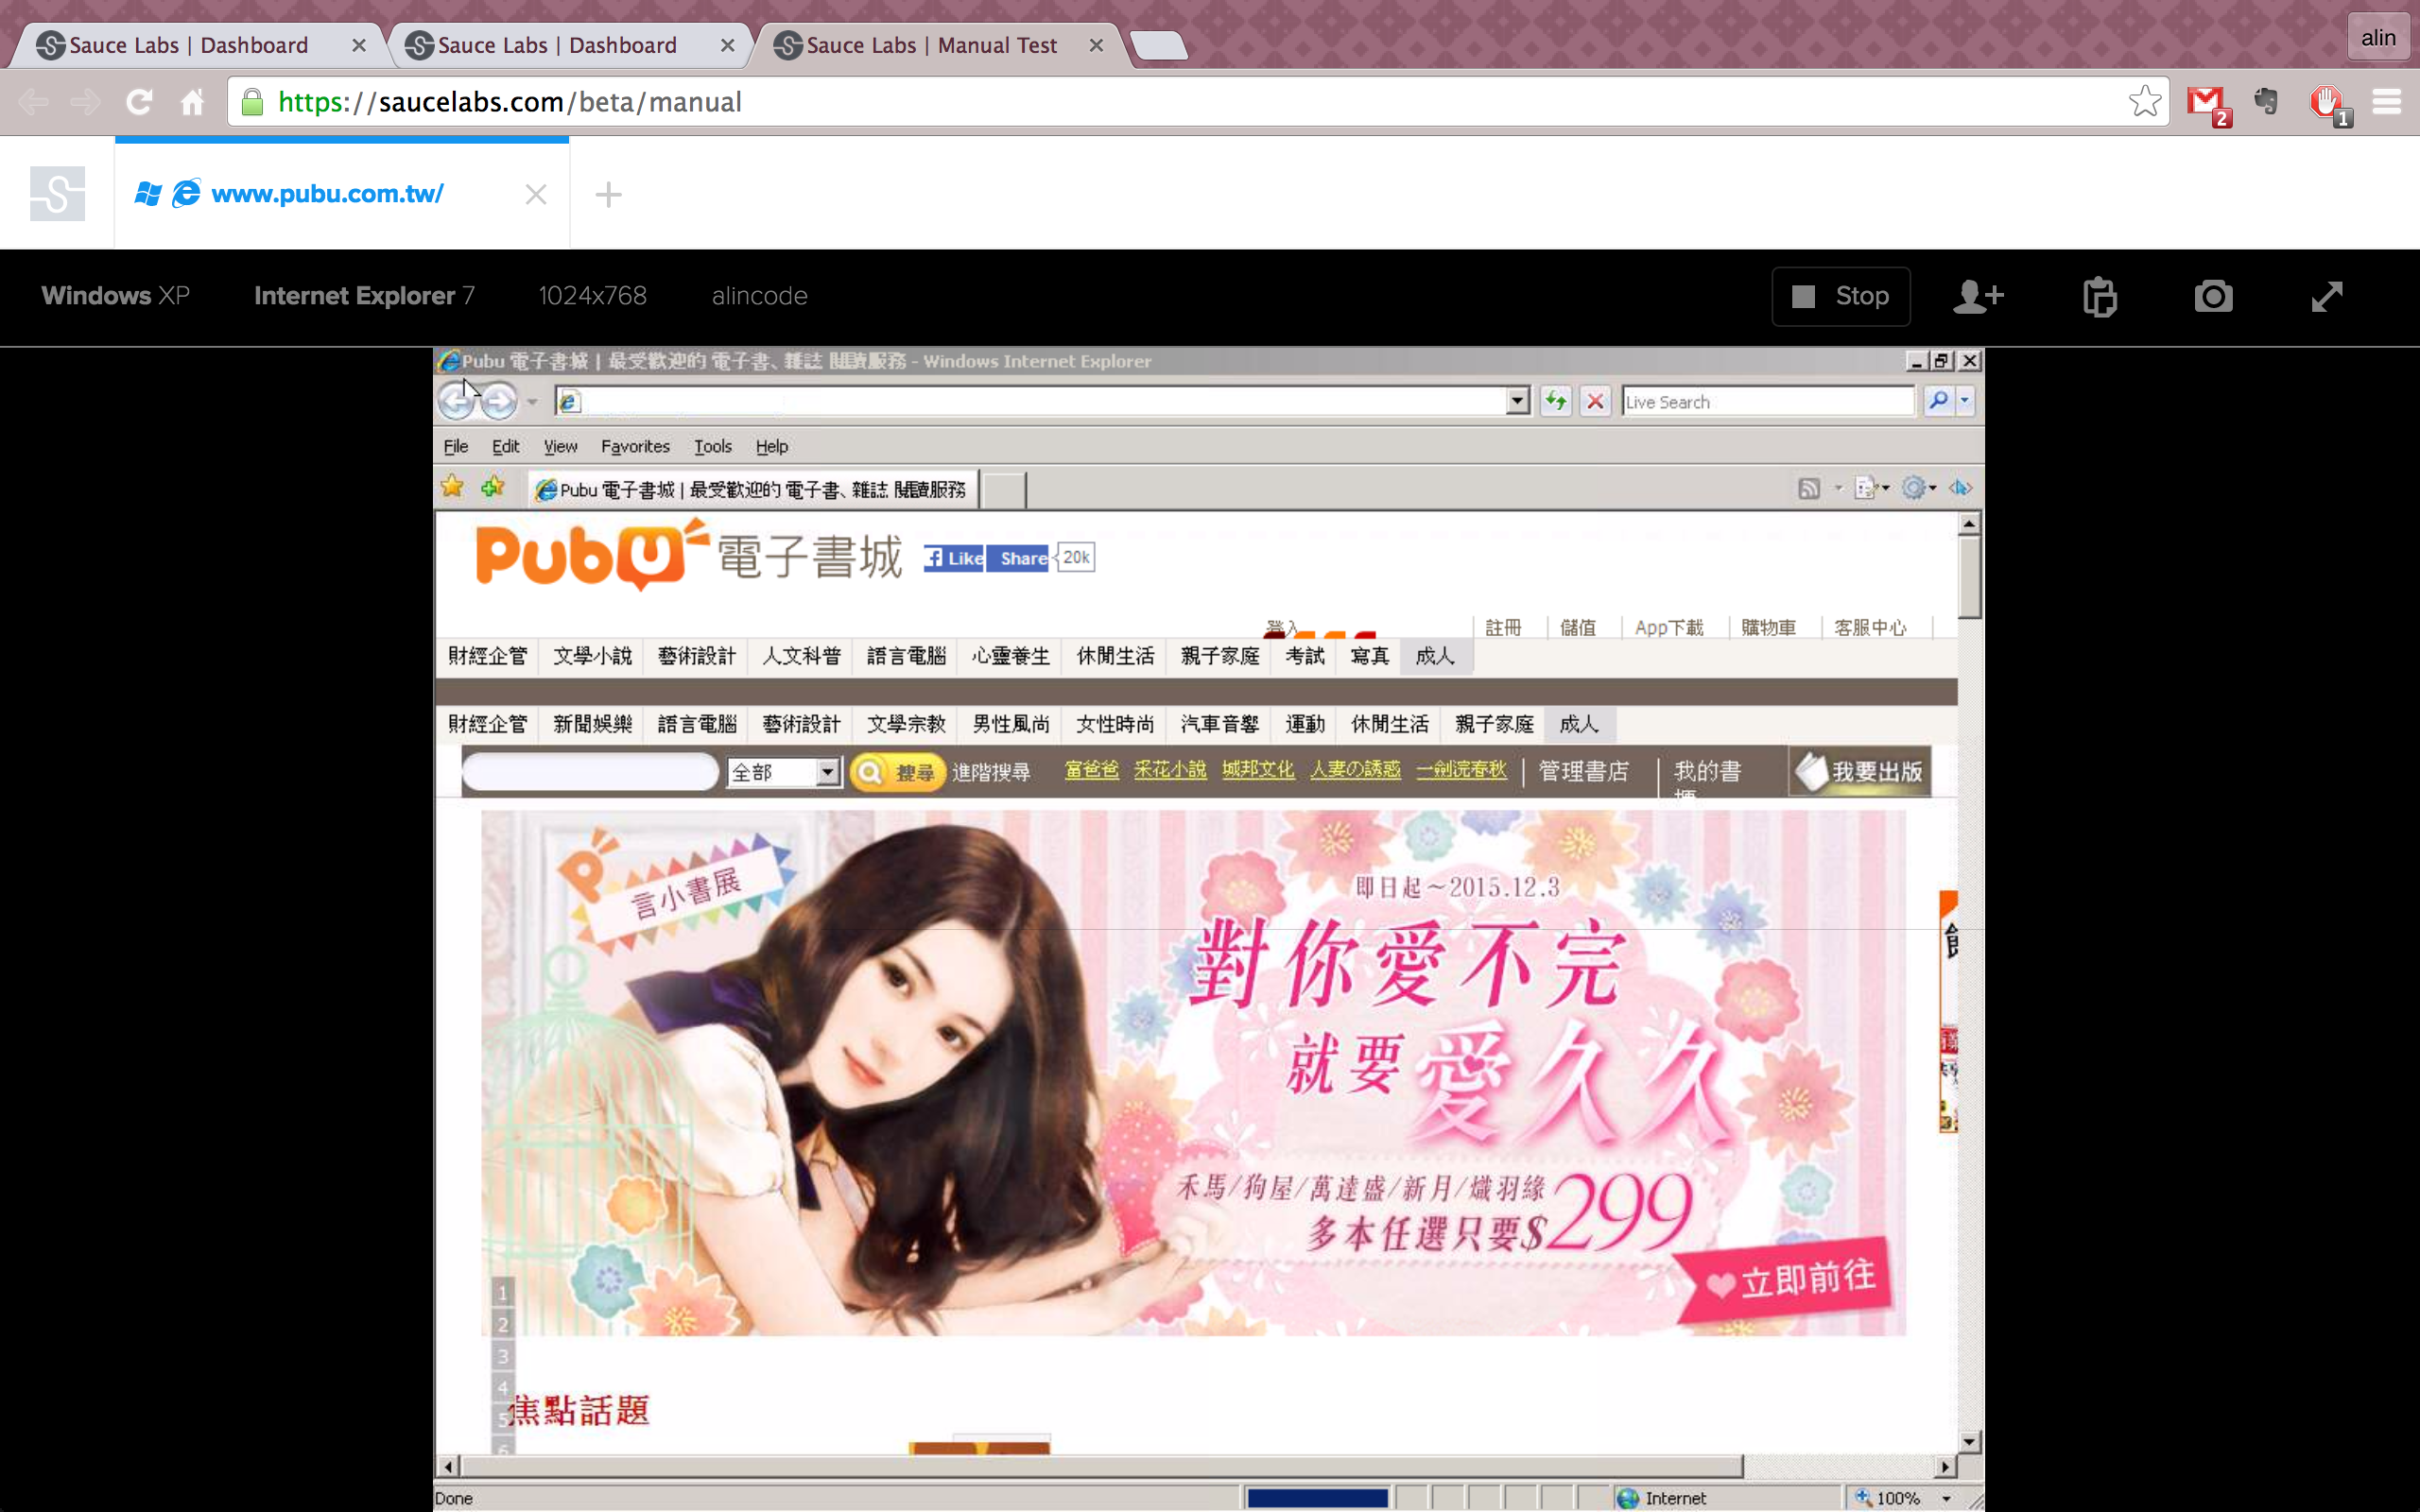 Sauce Labs | Dashboard
Sauce Labs | Dashboard
Sauce Labs | Manual Test
alin
https://saucelabs.com/beta/manual
2
1
www.pubu.com.tw/
Windows XP
Internet Explorer 7
1024x768
alincode
Stop
Pubu 電子書城 | 最受歡迎的 電子書、雜誌 閱讀服務 - Windows Internet Explorer
Live Search
File Edit View Favorites Tools Help
Pubu 電子書城 | 最受歡迎的 電子書、雜誌 閱讀服務
Pubu 電子書城
Like Share 20k
登入 註冊 儲值 App下載 購物車 客服中心
財經企管 文學小說 藝術設計 人文科普 語言電腦 心靈養生 休閒生活 親子家庭 考試 寫真 成人
財經企管 新聞娛樂 語言電腦 藝術設計 文學宗教 男性風尚 女性時尚 汽車音響 運動 休閒生活 親子家庭 成人
全部 搜尋 進階搜尋 富爸爸 采花小說 城邦文化 人妻の誘惑 一劍浣春秋 管理書店 我的書 我要出版
言小書展
即日起~2015.12.3
對你愛不完
就要愛久久
禾馬/狗屋/萬達盛/新月/熾羽緣
多本任選只要$299
立即前往
1
2
3
4
5
6
焦點話題
Done
Internet
100%